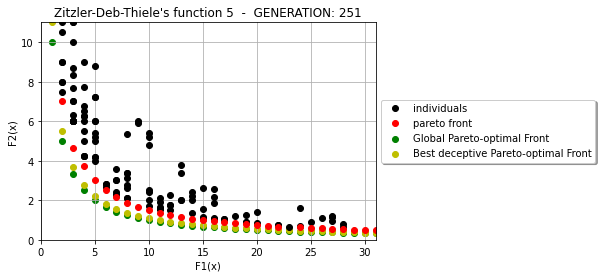 Zitzler-Deb-Thiele's function 5 - GENERATION: 251
10
8
6
4
2
0
F2(x)
0 5 10 15 20 25 30
F1(x)
individuals
pareto front
Global Pareto-optimal Front
Best deceptive Pareto-optimal Front